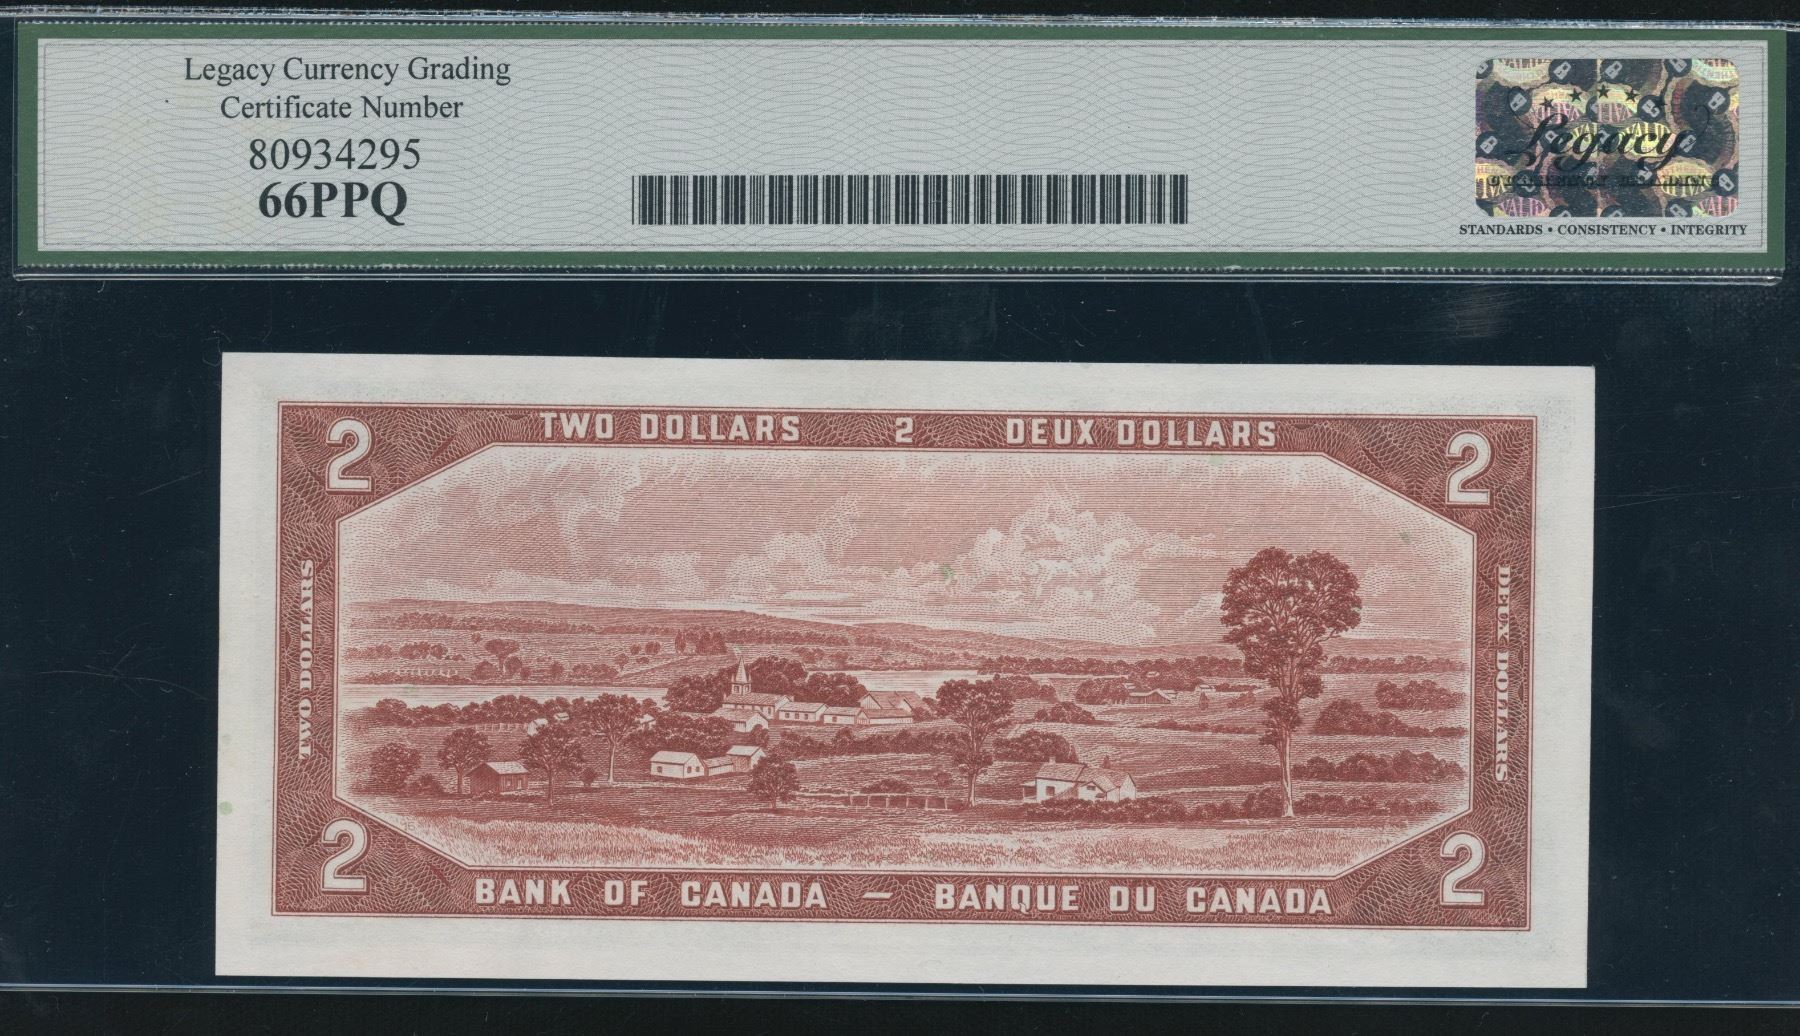 Legacy Currency Grading
Certificate Number
80934295
66PPQ
Legacy
STANDARDS • CONSISTENCY • INTEGRITY
2 TWO DOLLARS 2 DEUX DOLLARS 2
TWO DOLLARS
DEUX DOLLARS
2 BANK OF CANADA — BANQUE DU CANADA 2